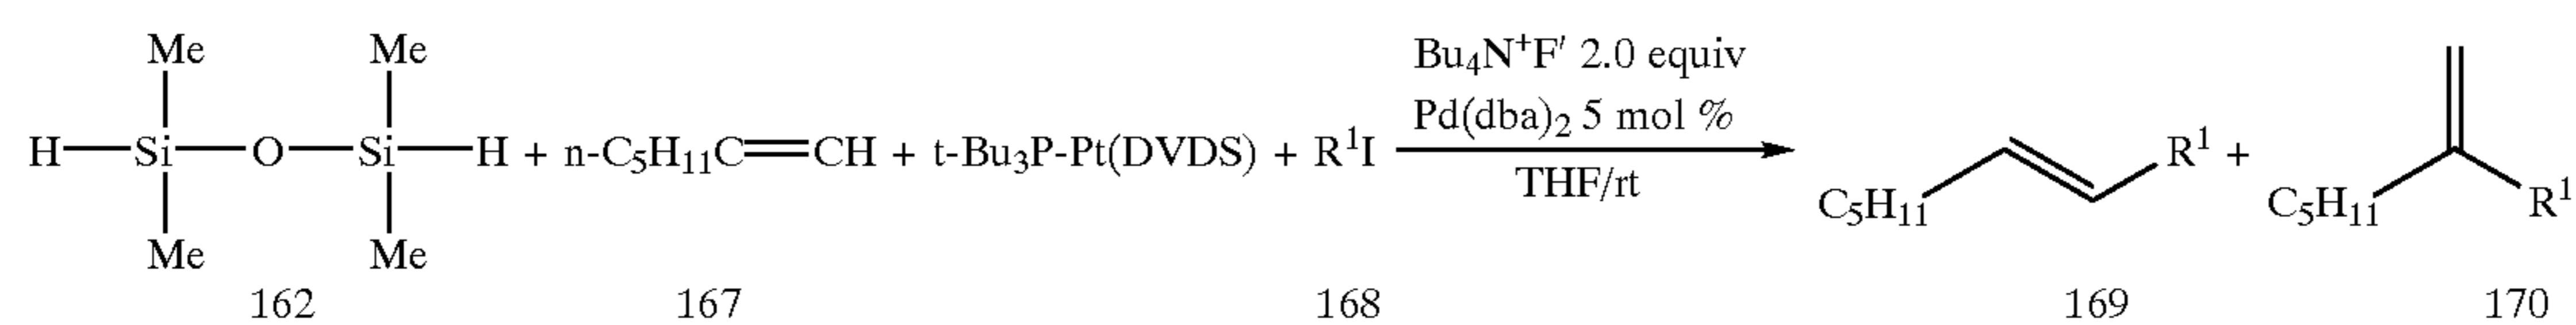 Me Me
Bu₄N⁺F' 2.0 equiv
Pd(dba)₂ 5 mol %
H—Si—O—Si—H + n-C₅H₁₁C=CH + t-Bu₃P-Pt(DVDS) + R¹I
THF/rt
R¹ +
C₅H₁₁
C₅H₁₁ R¹
Me Me
162 167 168 169 170